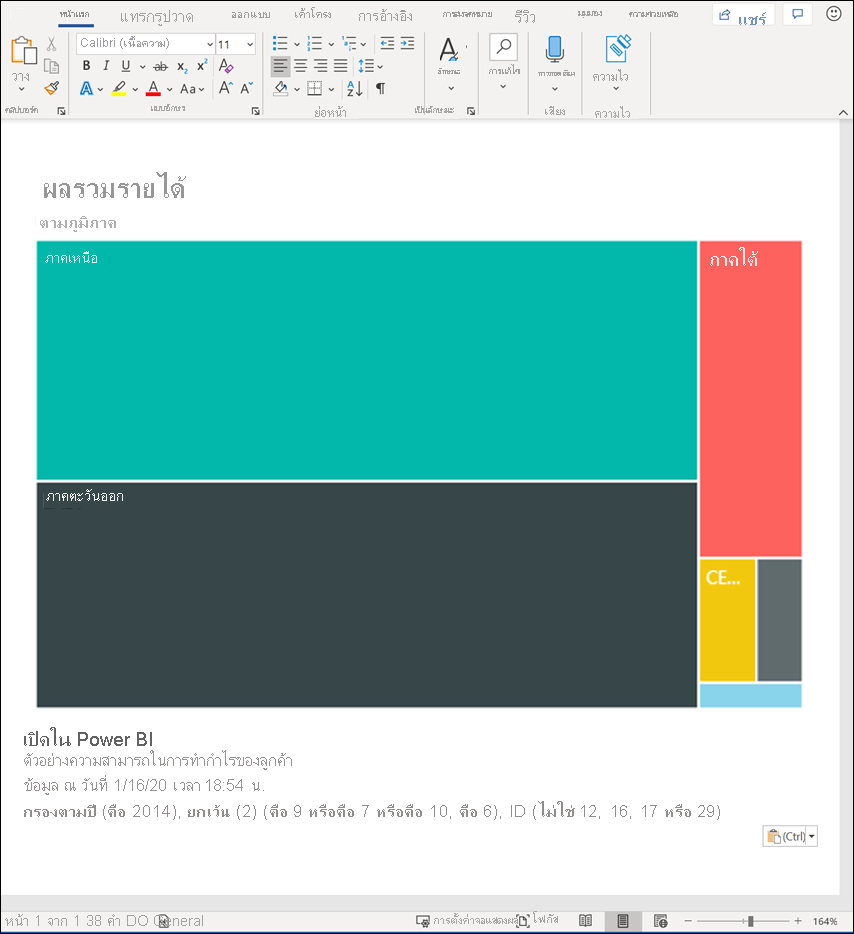 หน้าแรก แทรกรูปวาด ออกแบบ เค้าโครง การอ้างอิง การส่งจดหมาย รีวิว มุมมอง ความช่วยเหลือ แชร์
Calibri (เนื้อความ) 11
วาง
B I U ab x₂ x² A
A A Aa A A
ลักษณะ การแก้ไข ความไว
คลิปบอร์ด แบบอักษร ย่อหน้า เป็นลักษณะ เสียง ความไว
ผลรวมรายได้
ตามภูมิภาค
ภาคเหนือ
ภาคใต้
ภาคตะวันออก
CE...
เปิดใน Power BI
ตัวอย่างความสามารถในการทำกำไรของลูกค้า
ข้อมูล ณ วันที่ 1/16/20 เวลา 18:54 น.
กรองตามปี (คือ 2014), ยกเว้น (2) (คือ 9 หรือคือ 7 หรือคือ 10, คือ 6), ID (ไม่ใช่ 12, 16, 17 หรือ 29)
(Ctrl)
หน้า 1 จาก 1 38 คำ DO General การตั้งค่าจอแสดงผล โฟกัส 164%